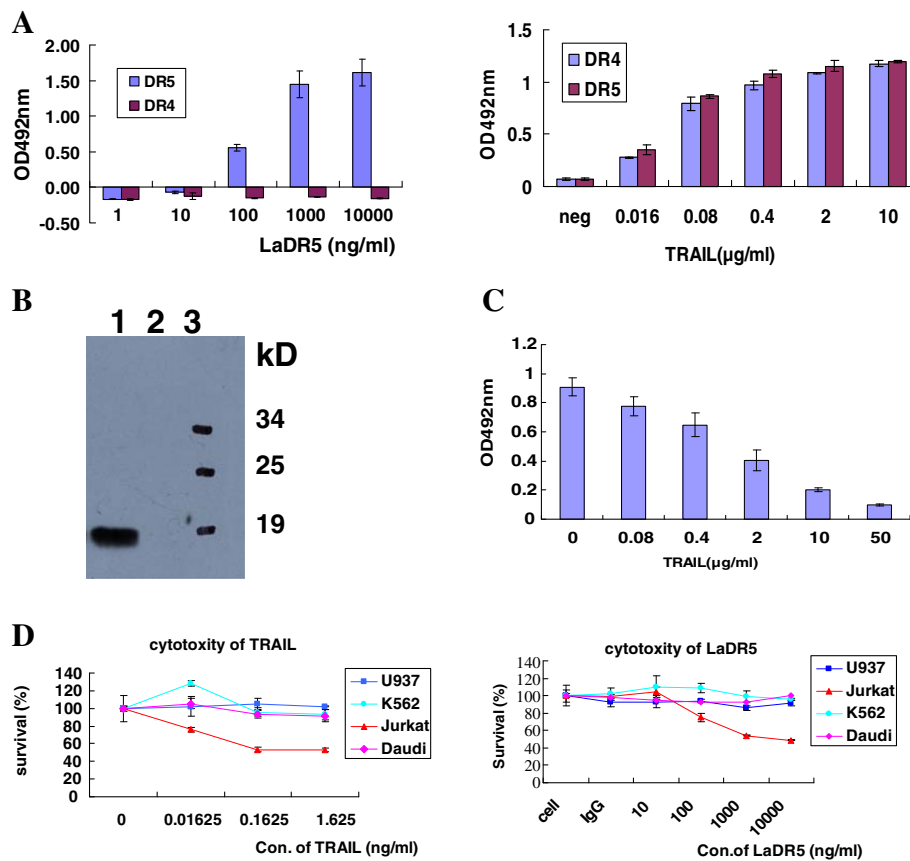 A
2.00
1.50
1.00
0.50
0.00
-0.50
OD492nm
DR5
DR4
1 10 100 1000 10000
LaDR5 (ng/ml)
1.5
1
0.5
0
OD492nm
DR4
DR5
neg 0.016 0.08 0.4 2 10
TRAIL(µg/ml)
B
1 2 3
kD
34
25
19
C
1.2
1
0.8
0.6
0.4
0.2
0
OD492nm
0 0.08 0.4 2 10 50
TRAIL(µg/ml)
D
cytotoxity of TRAIL
140
120
100
80
60
40
20
0
survival (%)
U937
K562
Jurkat
Daudi
0 0.01625 0.1625 1.625
Con. of TRAIL (ng/ml)
cytotoxity of LaDR5
140
120
100
80
60
40
20
0
Survival (%)
U937
Jurkat
K562
Daudi
cell IgG 10 100 1000 10000
Con.of LaDR5 (ng/ml)